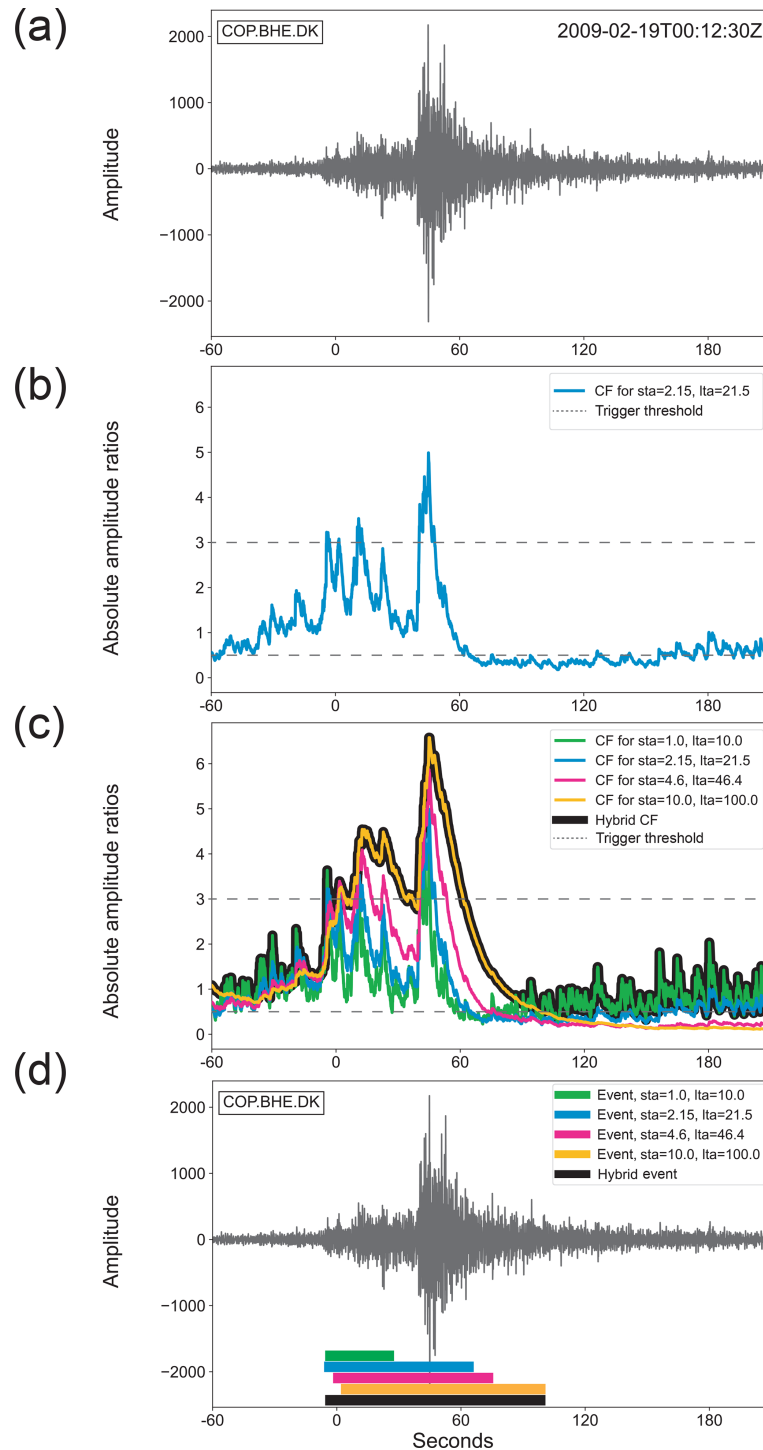 (a)
COP.BHE.DK
2009-02-19T00:12:30Z
2000
1000
0
−1000
−2000
Amplitude
-60 0 60 120 180
(b)
CF for sta=2.15, lta=21.5
Trigger threshold
6
5
4
3
2
1
0
Absolute amplitude ratios
-60 0 60 120 180
(c)
CF for sta=1.0, lta=10.0
CF for sta=2.15, lta=21.5
CF for sta=4.6, lta=46.4
CF for sta=10.0, lta=100.0
Hybrid CF
Trigger threshold
6
5
4
3
2
1
0
Absolute amplitude ratios
-60 0 60 120 180
(d)
COP.BHE.DK
Event, sta=1.0, lta=10.0
Event, sta=2.15, lta=21.5
Event, sta=4.6, lta=46.4
Event, sta=10.0, lta=100.0
Hybrid event
2000
1000
0
−1000
−2000
Amplitude
-60 0 60 120 180
Seconds